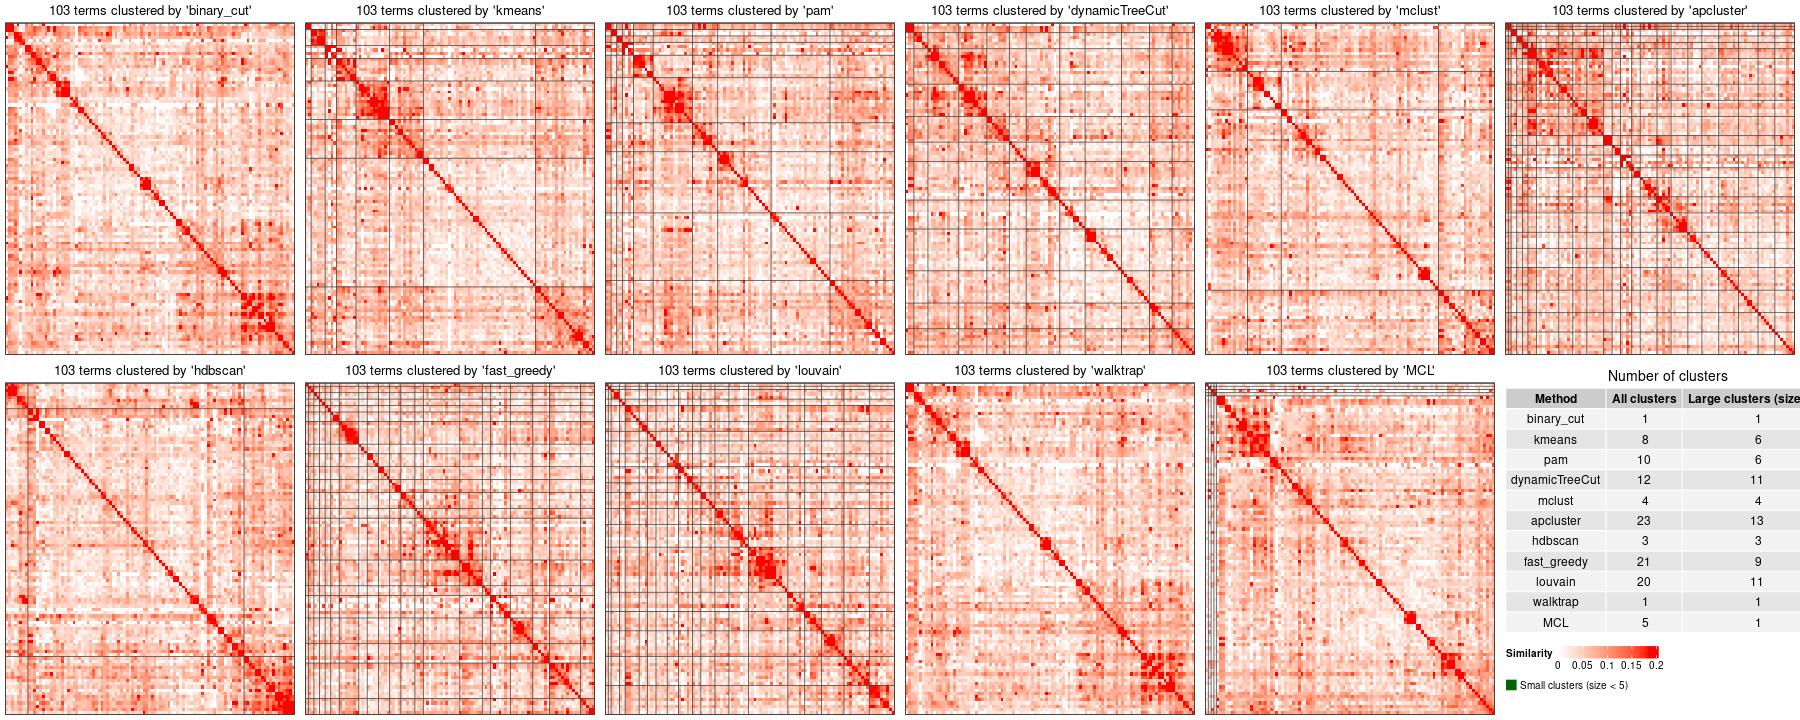 103 terms clustered by 'binary_cut'
103 terms clustered by 'kmeans'
103 terms clustered by 'pam'
103 terms clustered by 'dynamicTreeCut'
103 terms clustered by 'mclust'
103 terms clustered by 'apcluster'
103 terms clustered by 'hdbscan'
103 terms clustered by 'fast_greedy'
103 terms clustered by 'louvain'
103 terms clustered by 'walktrap'
103 terms clustered by 'MCL'
Number of clusters
Method All clusters Large clusters (size
binary_cut 1 1
kmeans 8 6
pam 10 6
dynamicTreeCut 12 11
mclust 4 4
apcluster 23 13
hdbscan 3 3
fast_greedy 21 9
louvain 20 11
walktrap 1 1
MCL 5 1
Similarity
0 0.05 0.1 0.15 0.2
Small clusters (size < 5)